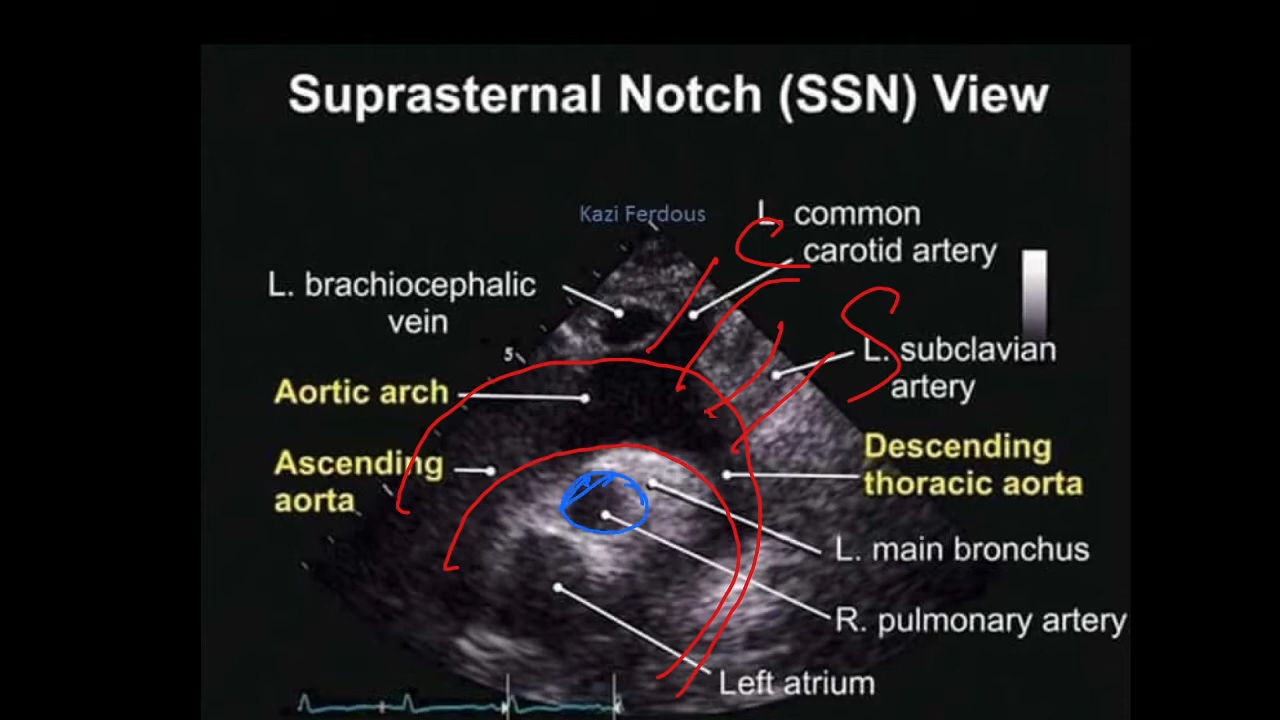 Suprasternal Notch (SSN) View
Kazi Ferdous
L. common
carotid artery
C
L. brachiocephalic
vein
S
5
L. subclavian
artery
Aortic arch
Ascending
aorta
Descending
thoracic aorta
L. main bronchus
R. pulmonary artery
Left atrium